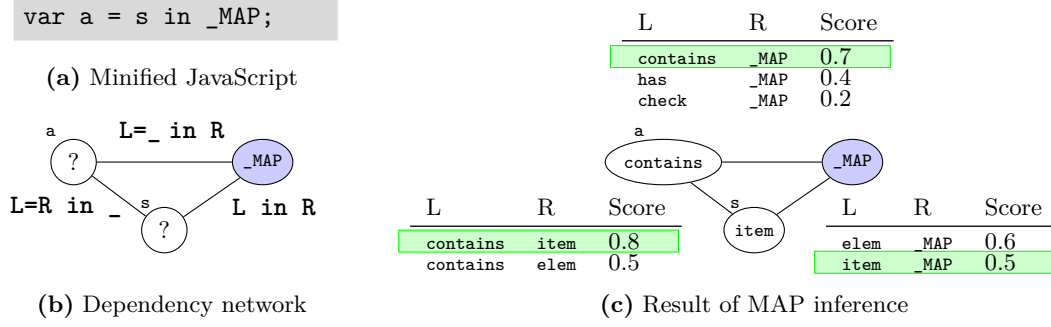 var a = s in _MAP;
(a) Minified JavaScript
a
L=_ in R
?
_MAP
L=R in _
s
L in R
?
(b) Dependency network
L R Score
contains _MAP 0.7
has _MAP 0.4
check _MAP 0.2
a
contains
_MAP
s
item
L R Score
contains item 0.8
contains elem 0.5
L R Score
elem _MAP 0.6
item _MAP 0.5
(c) Result of MAP inference